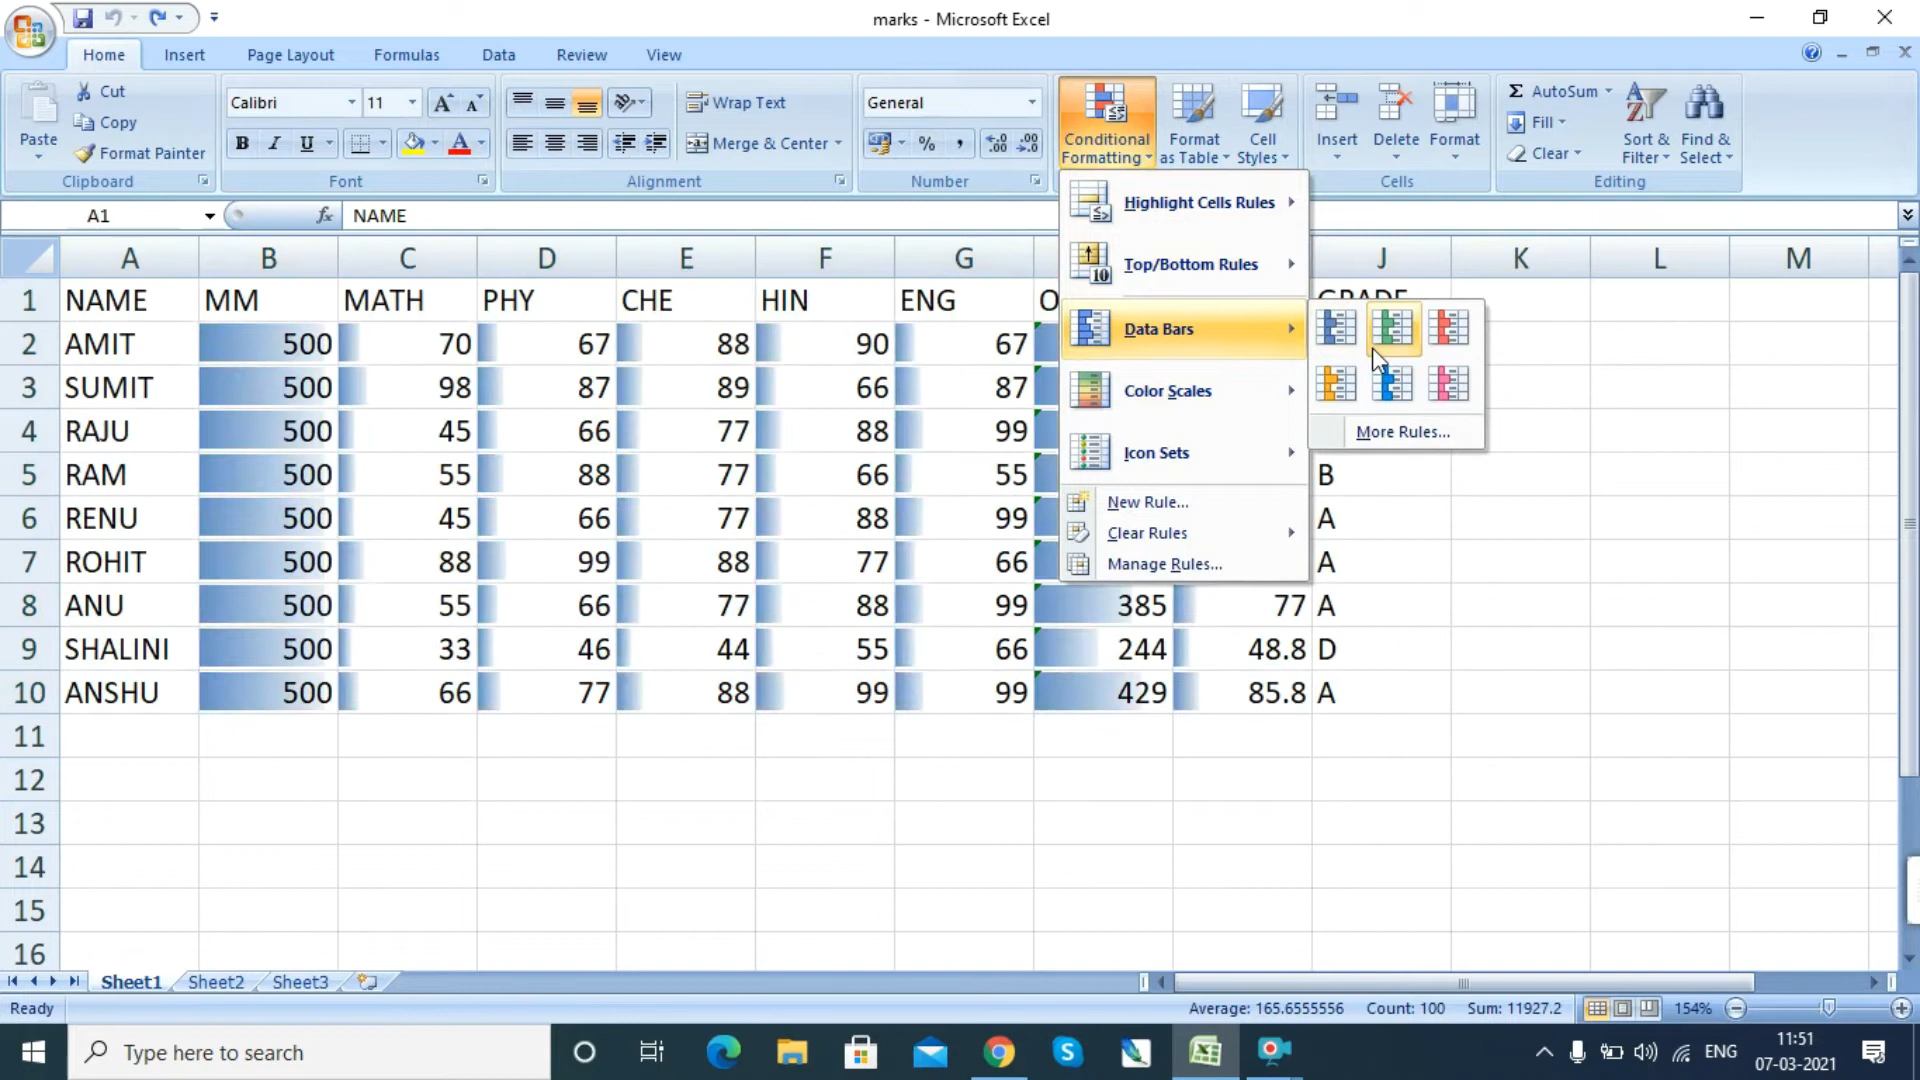 marks - Microsoft Excel
Home Insert Page Layout Formulas Data Review View
Paste Cut Copy Format Painter
Calibri 11
B I U A
Wrap Text
Merge & Center
General
% ,
Conditional Formatting Format as Table Cell Styles
Insert Delete Format
Σ AutoSum Fill Clear
Sort & Filter Find & Select
Clipboard Font Alignment Number Cells Editing
A1 fx NAME
Highlight Cells Rules
Top/Bottom Rules
Data Bars
Color Scales
Icon Sets
New Rule...
Clear Rules
Manage Rules...
More Rules...
A B C D E F G J K L M
1 NAME MM MATH PHY CHE HIN ENG O GRADE
2 AMIT 500 70 67 88 90 67
3 SUMIT 500 98 87 89 66 87
4 RAJU 500 45 66 77 88 99
5 RAM 500 55 88 77 66 55 B
6 RENU 500 45 66 77 88 99 A
7 ROHIT 500 88 99 88 77 66 A
8 ANU 500 55 66 77 88 99 385 77 A
9 SHALINI 500 33 46 44 55 66 244 48.8 D
10 ANSHU 500 66 77 88 99 99 429 85.8 A
11
12
13
14
15
16
Sheet1 Sheet2 Sheet3
Ready Average: 165.6555556 Count: 100 Sum: 11927.2 154%
Type here to search
ENG
11:51
07-03-2021